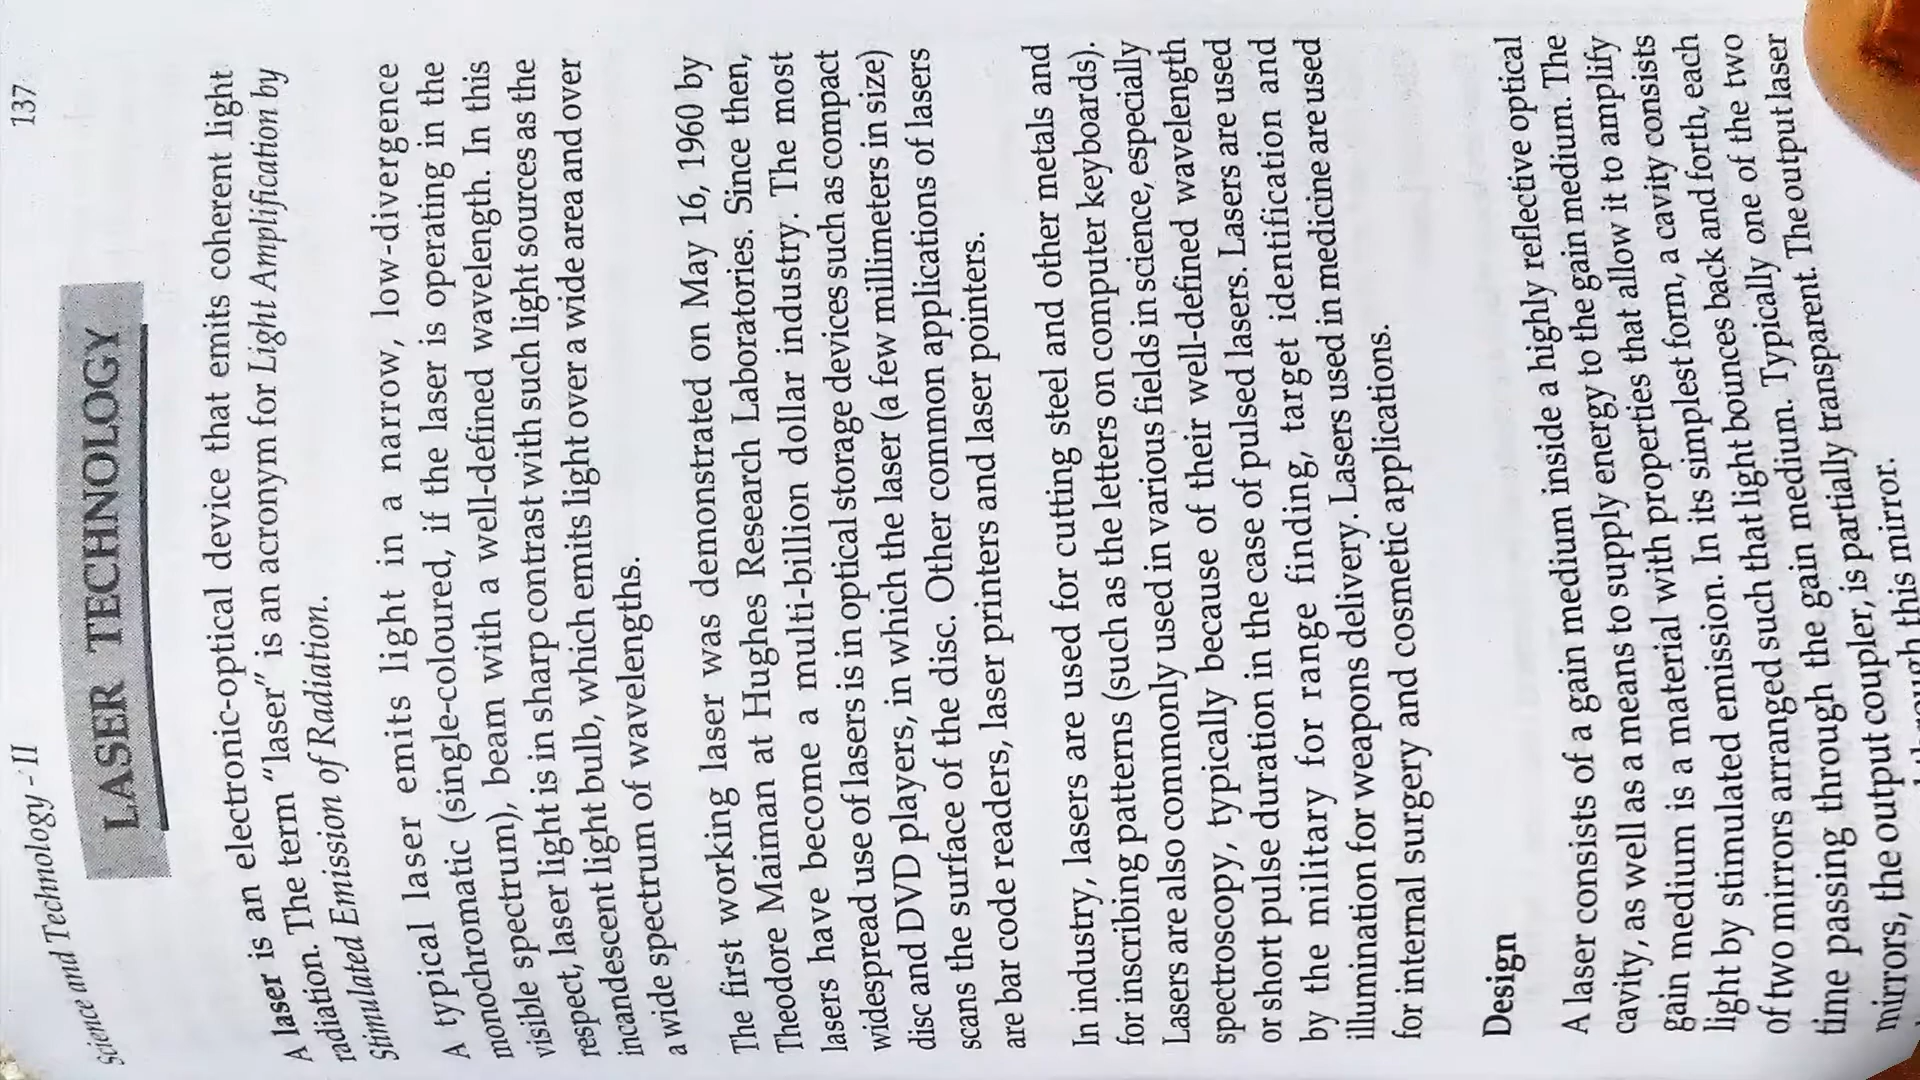 Science and Technology - II 137
LASER TECHNOLOGY
A laser is an electronic-optical device that emits coherent light
radiation. The term "laser" is an acronym for Light Amplification by
Stimulated Emission of Radiation.
A typical laser emits light in a narrow, low-divergence
monochromatic (single-coloured, if the laser is operating in the
visible spectrum), beam with a well-defined wavelength. In this
respect, laser light is in sharp contrast with such light sources as the
incandescent light bulb, which emits light over a wide area and over
a wide spectrum of wavelengths.
The first working laser was demonstrated on May 16, 1960 by
Theodore Maiman at Hughes Research Laboratories. Since then,
lasers have become a multi-billion dollar industry. The most
widespread use of lasers is in optical storage devices such as compact
disc and DVD players, in which the laser (a few millimeters in size)
scans the surface of the disc. Other common applications of lasers
are bar code readers, laser printers and laser pointers.
In industry, lasers are used for cutting steel and other metals and
for inscribing patterns (such as the letters on computer keyboards).
Lasers are also commonly used in various fields in science, especially
spectroscopy, typically because of their well-defined wavelength
or short pulse duration in the case of pulsed lasers. Lasers are used
by the military for range finding, target identification and
illumination for weapons delivery. Lasers used in medicine are used
for internal surgery and cosmetic applications.
Design
A laser consists of a gain medium inside a highly reflective optical
cavity, as well as a means to supply energy to the gain medium. The
gain medium is a material with properties that allow it to amplify
light by stimulated emission. In its simplest form, a cavity consists
of two mirrors arranged such that light bounces back and forth, each
time passing through the gain medium. Typically one of the two
mirrors, the output coupler, is partially transparent. The output laser
through this mirror.